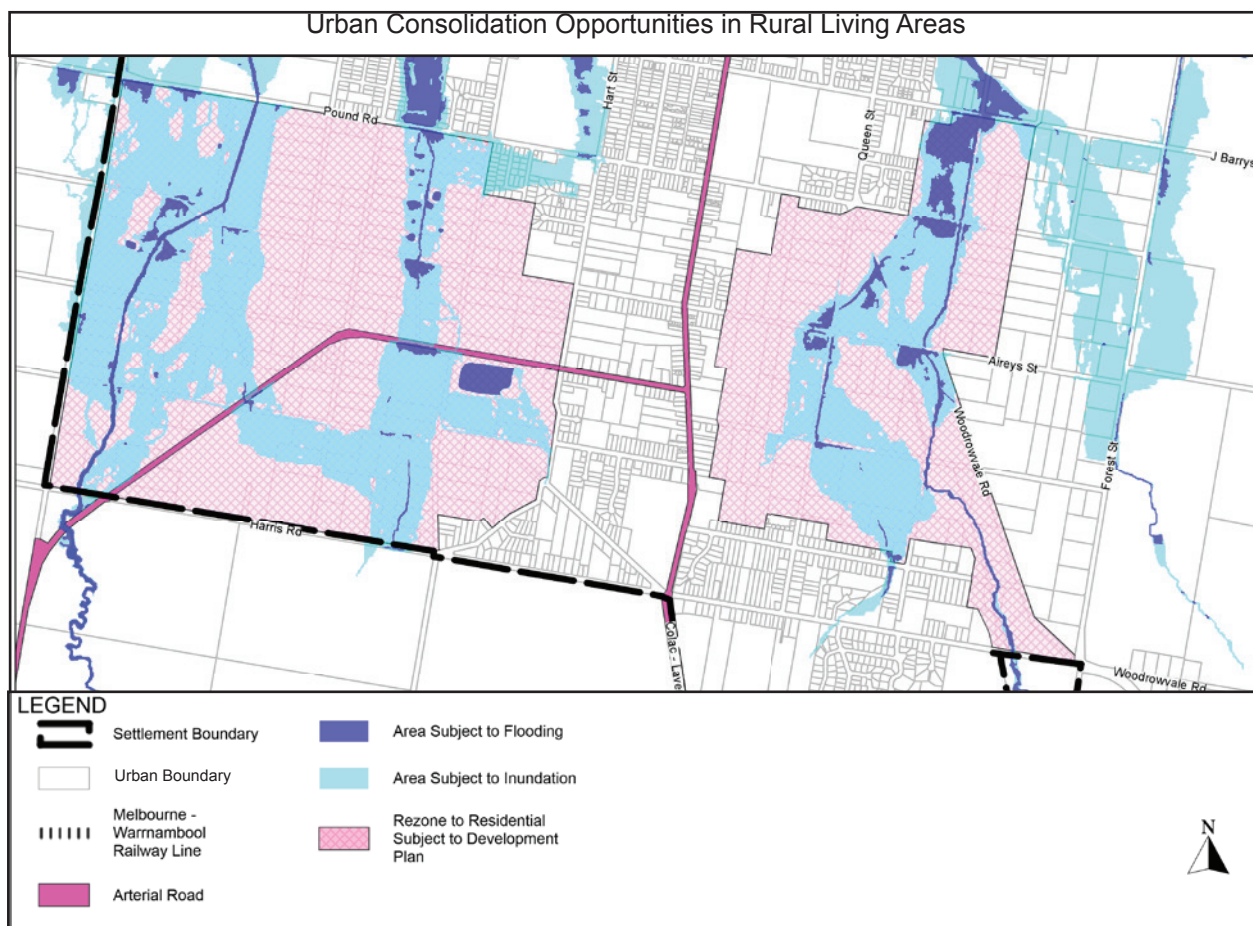 Urban Consolidation Opportunities in Rural Living Areas
Pound Rd
Hart St
Queen St
J Barrys
Aireys St
Woodrowvale Rd
Forest St
Harris Rd
Colac - Lave
Woodrowvale Rd
LEGEND
Settlement Boundary
Urban Boundary
Melbourne -
Warrnambool
Railway Line
Arterial Road
Area Subject to Flooding
Area Subject to Inundation
Rezone to Residential
Subject to Development
Plan
N